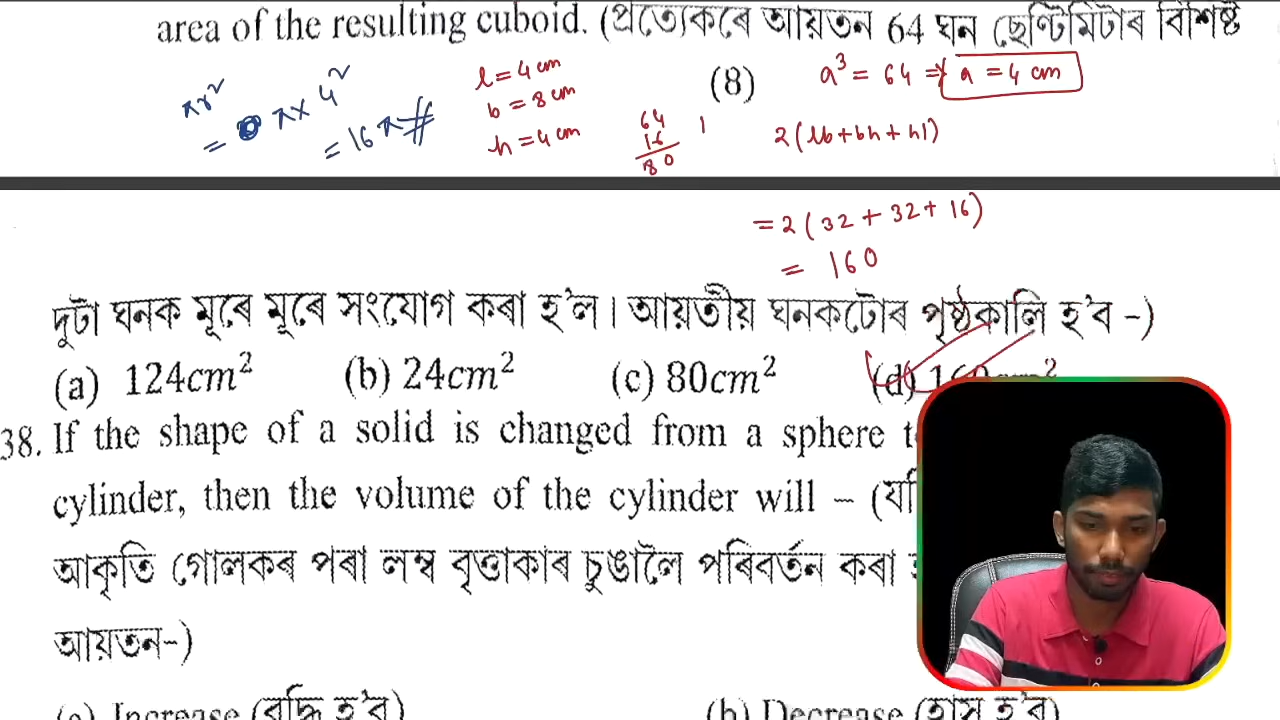 area of the resulting cuboid. (প্ৰত্যেকৰে আয়তন 64 ঘন ছেণ্টিমিটাৰ বিশিষ্ট
πr²
= π × 4²
= 16π
l = 4 cm
b = 8 cm
h = 4 cm
64
16
80
(8)
a³ = 64 ⇒ a = 4 cm
2(lb+bh+hl)
= 2(32 + 32 + 16)
= 160
দুটা ঘনক মূৰে মূৰে সংযোগ কৰা হ'ল। আয়তীয় ঘনকটোৰ পৃষ্ঠকালি হ'ব –)
(a) 124cm² (b) 24cm² (c) 80cm² (d) 160cm²
38. If the shape of a solid is changed from a sphere
cylinder, then the volume of the cylinder will – (
আকৃতি গোলকৰ পৰা লম্ব বৃত্তাকাৰ চুঙালৈ পৰিবৰ্তন কৰা
আয়তন–)
Increase (বৃদ্ধি হ'ব) (b) Decrease (হ্ৰাস হ'ব)